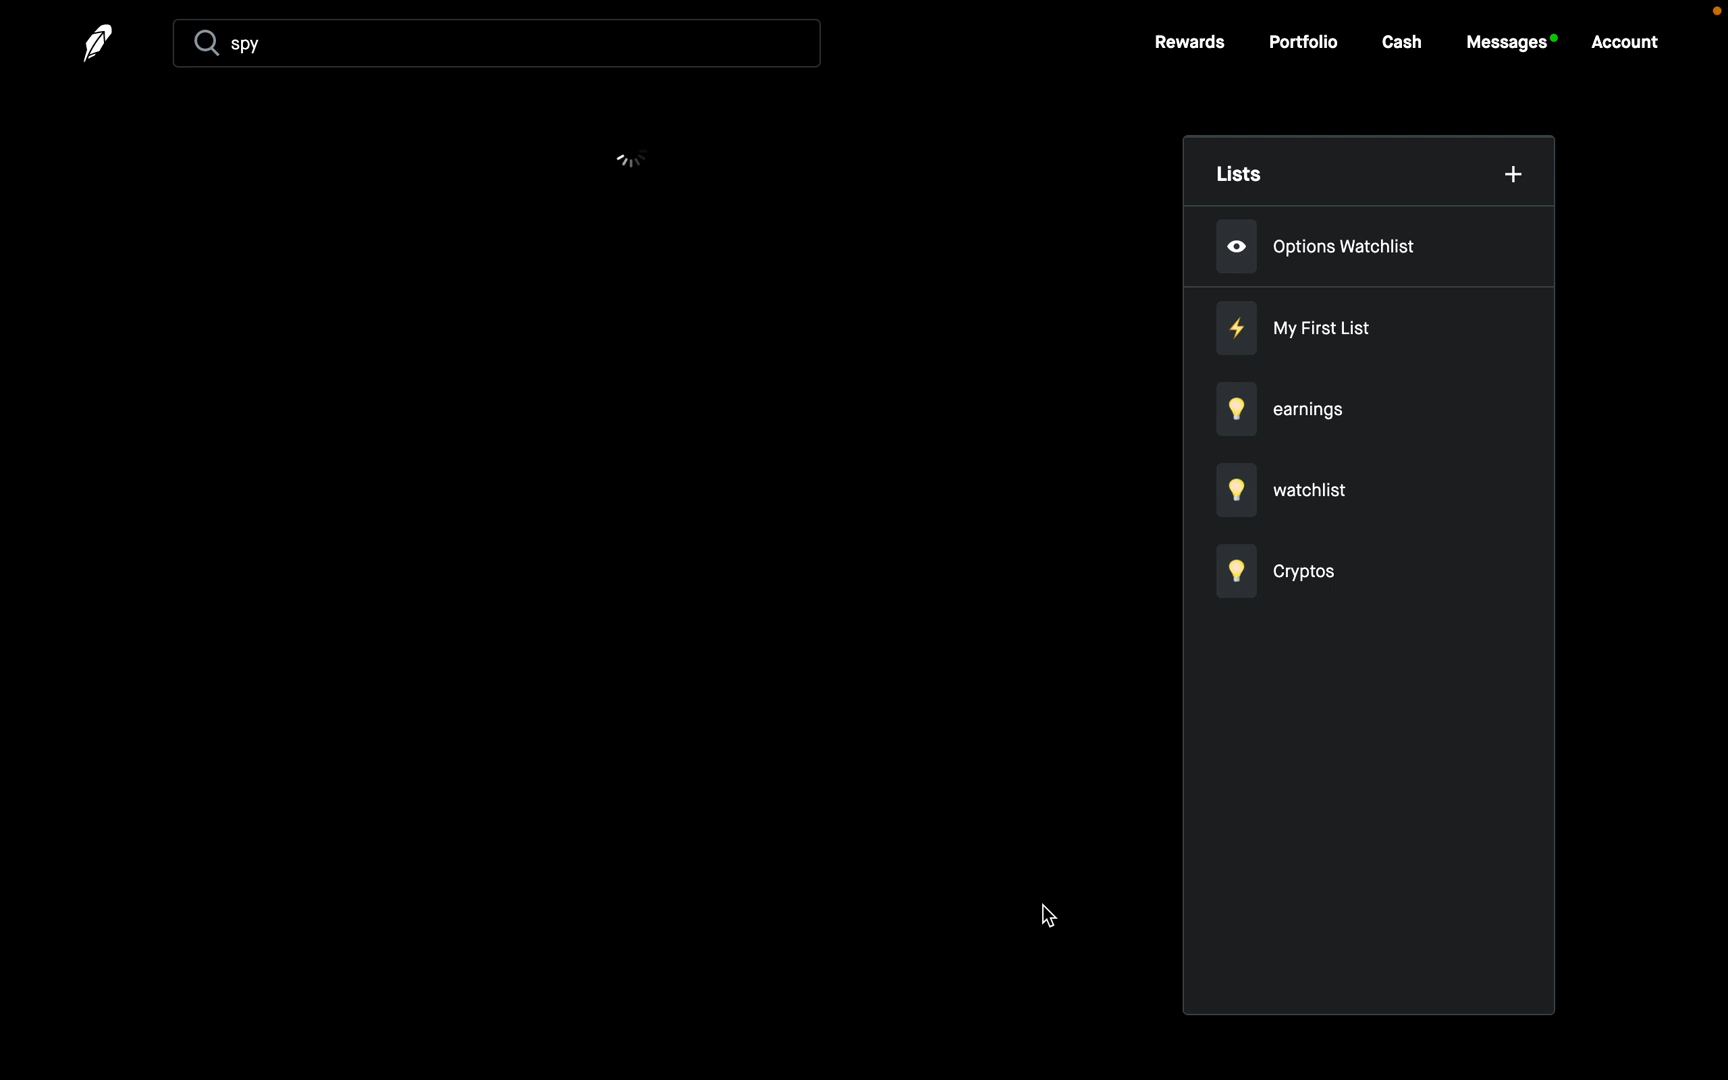 spy
Rewards
Portfolio
Cash
Messages
Account
Lists
Options Watchlist
My First List
earnings
watchlist
Cryptos